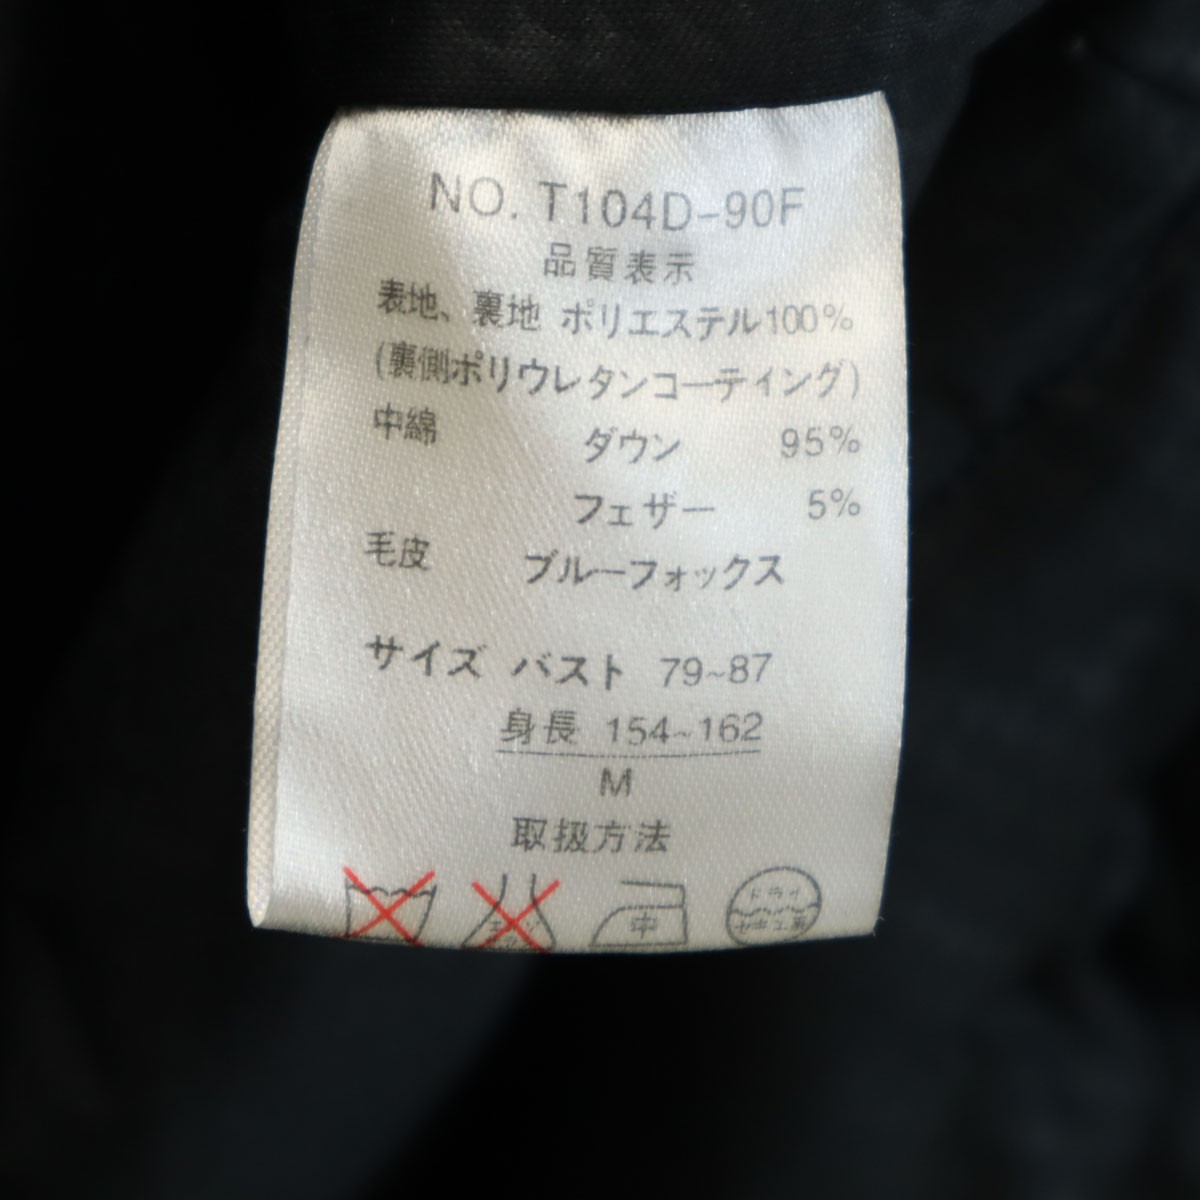 NO. T104D-90F
品質表示
表地、裏地 ポリエステル100%
(裏側ポリウレタンコーティング)
中綿 ダウン 95%
フェザー 5%
毛皮 ブルーフォックス
サイズ バスト 79~87
身長 154~162
M
取扱方法
中 ドライ